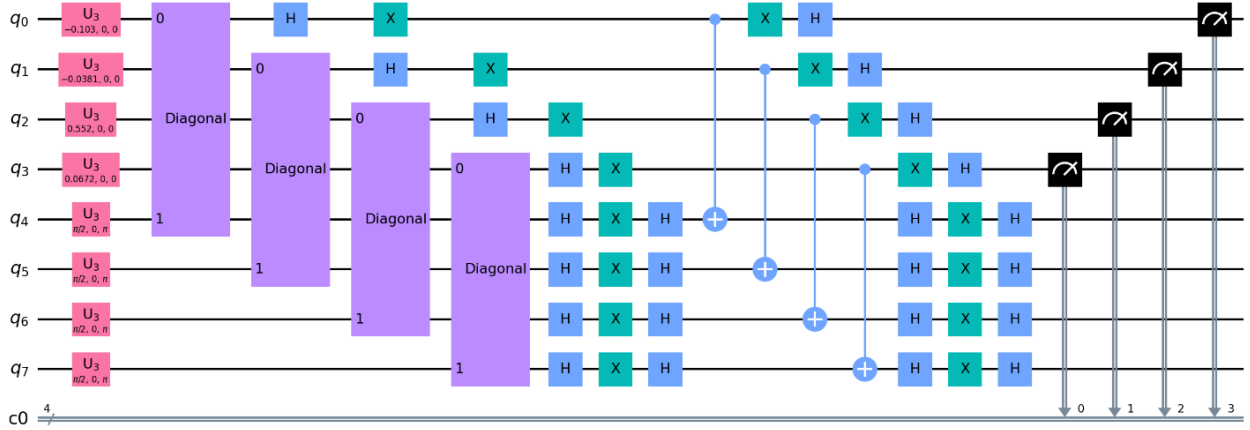 q0 U3 −0.103, 0, 0 0 H X X H
q1 U3 −0.0381, 0, 0 0 H X X H
q2 U3 0.552, 0, 0 Diagonal 0 H X X H
q3 U3 0.0672, 0, 0 Diagonal 0 H X X H
q4 U3 π/2, 0, π 1 Diagonal H X H H X H
q5 U3 π/2, 0, π 1 Diagonal H X H H X H
q6 U3 π/2, 0, π 1 H X H H X H
q7 U3 π/2, 0, π 1 H X H H X H
c0 4 0 1 2 3